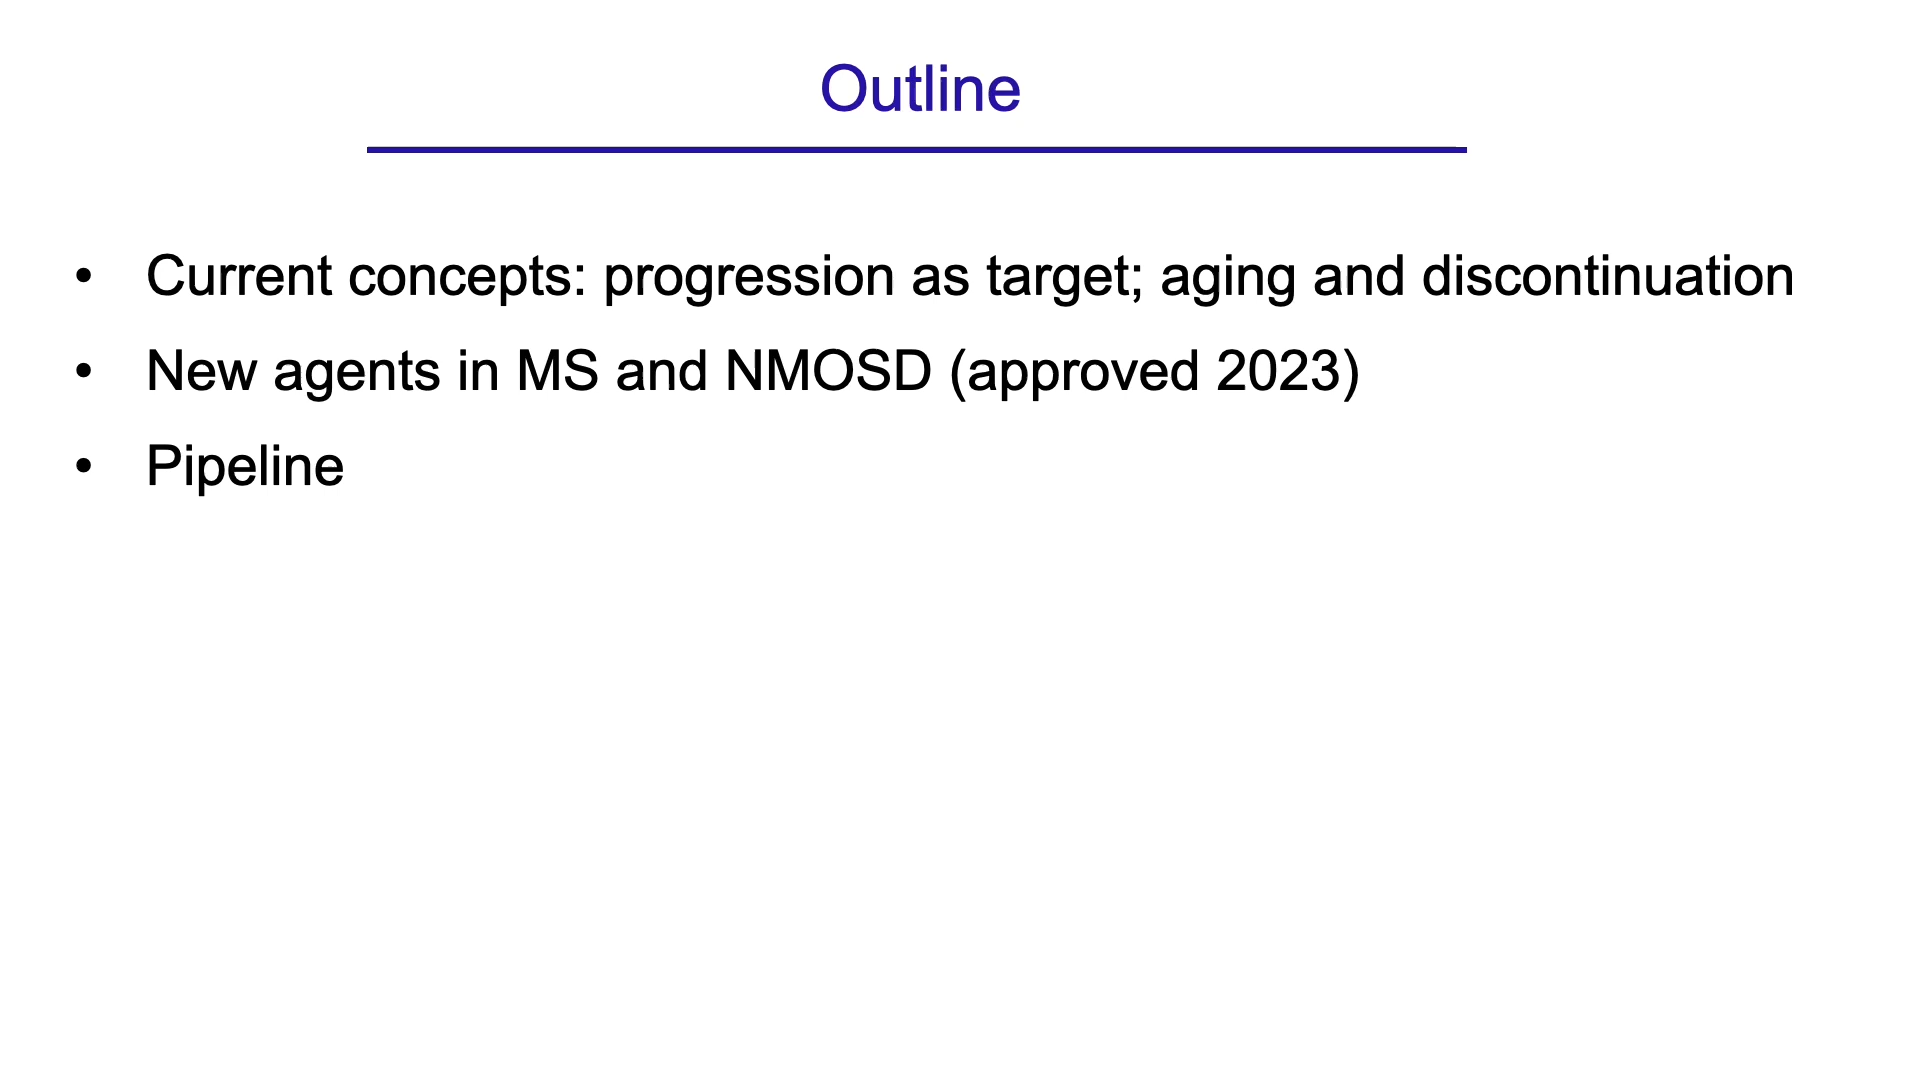 Outline
• Current concepts: progression as target; aging and discontinuation
• New agents in MS and NMOSD (approved 2023)
• Pipeline